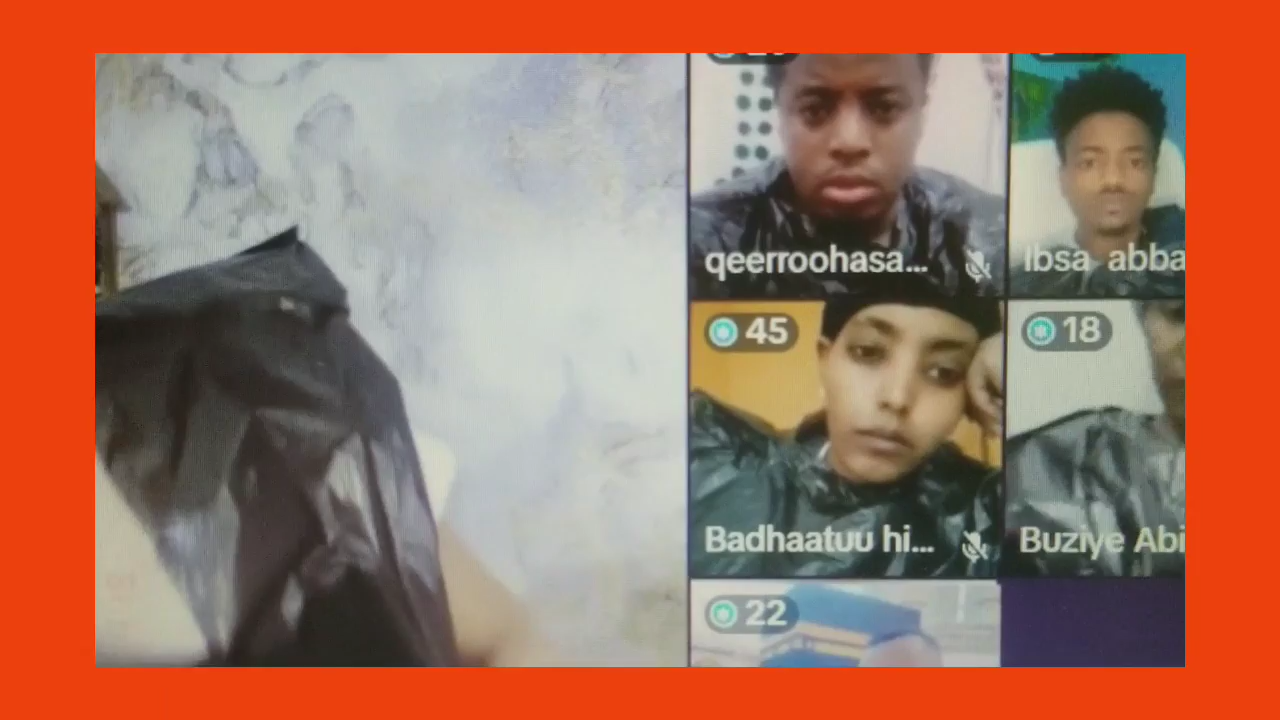 qeerroohasa...
Ibsa abba
45
18
Badhaatuu hi...
Buziye Abi
22